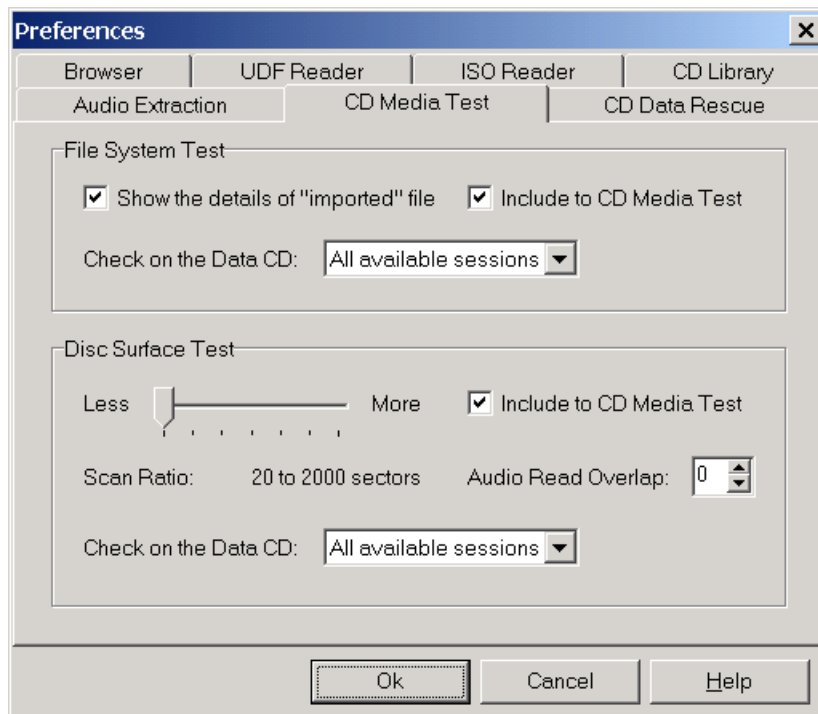 Preferences
Browser UDF Reader ISO Reader CD Library
Audio Extraction CD Media Test CD Data Rescue
File System Test
Show the details of "imported" file Include to CD Media Test
Check on the Data CD: All available sessions
Disc Surface Test
Less More Include to CD Media Test
Scan Ratio: 20 to 2000 sectors Audio Read Overlap: 0
Check on the Data CD: All available sessions
Ok Cancel Help